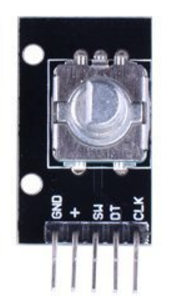 GND + SW DT CLK